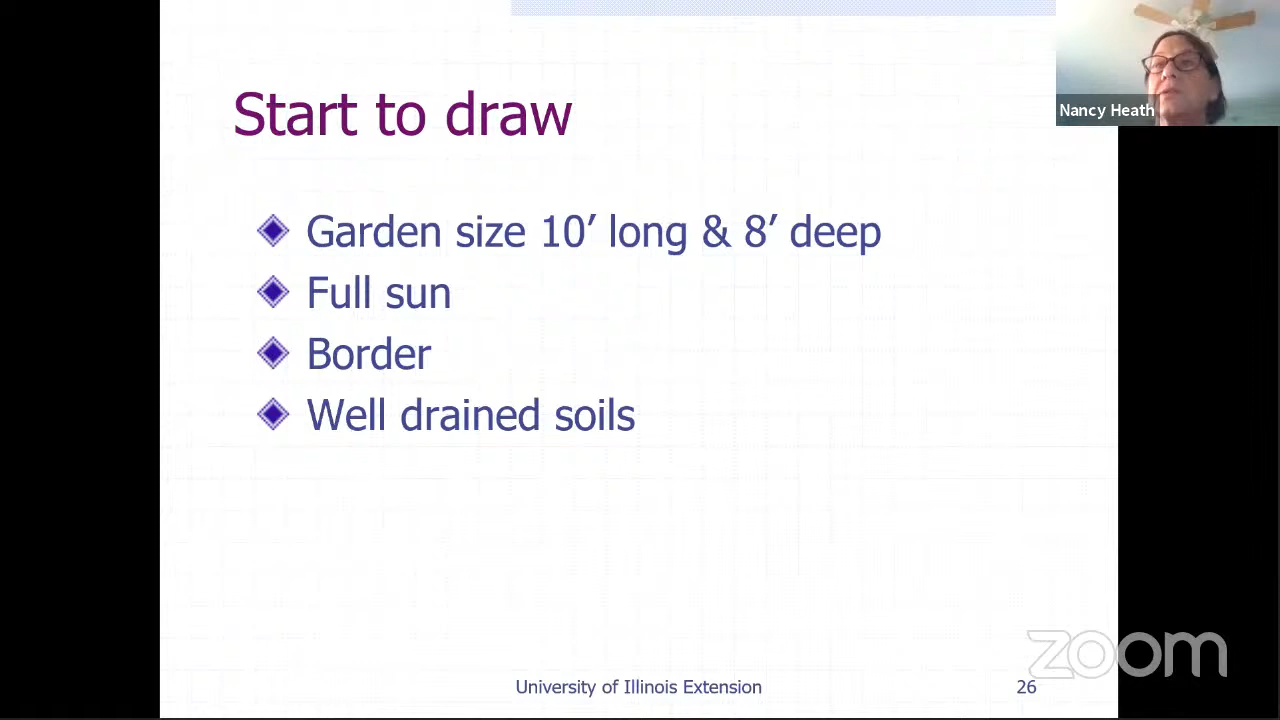 Start to draw
Nancy Heath
Garden size 10’ long & 8’ deep
Full sun
Border
Well drained soils
zoom
University of Illinois Extension
26